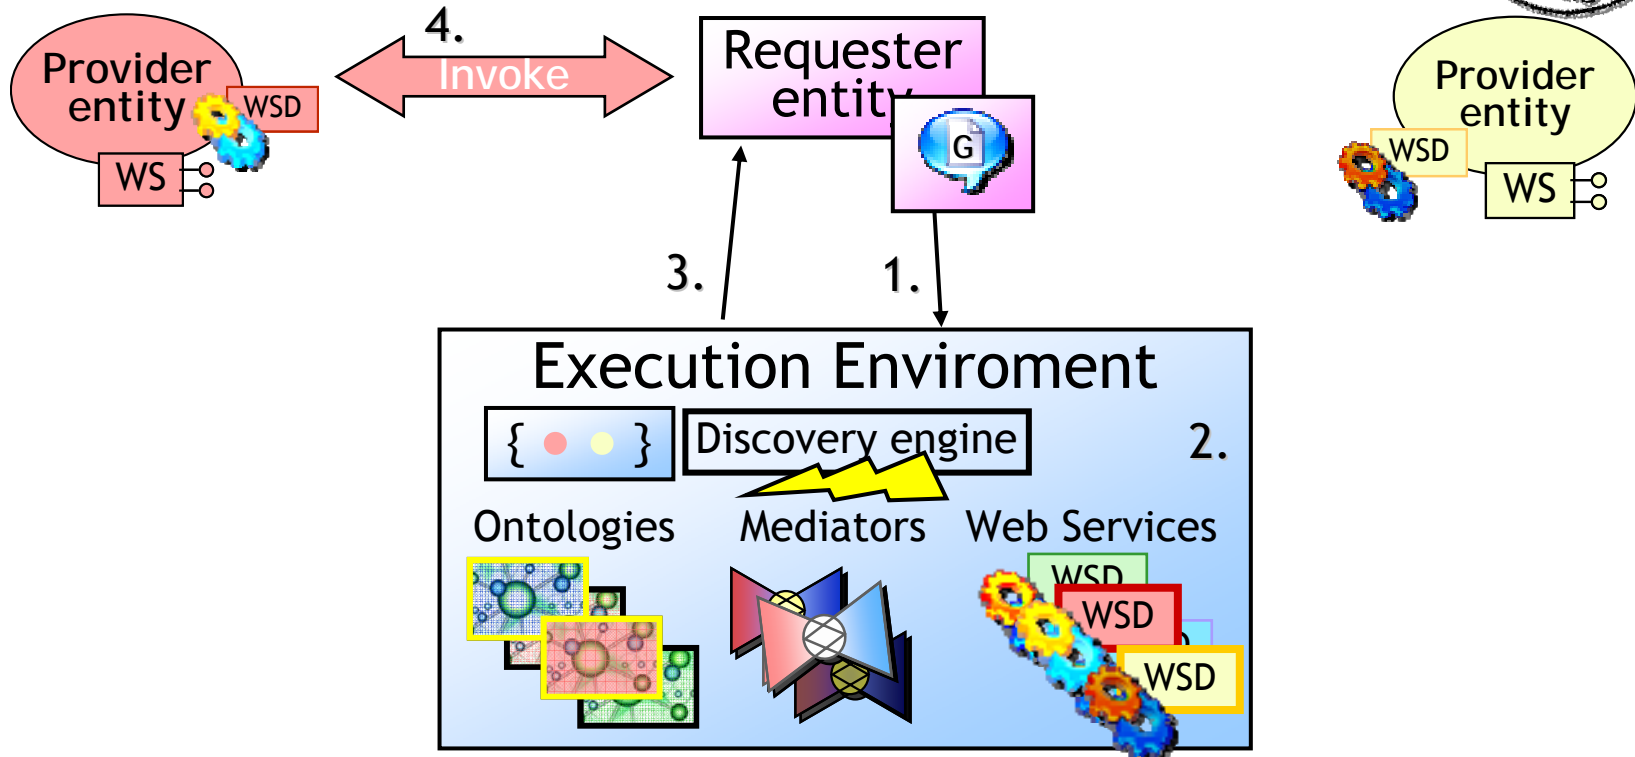 4.
Provider
entity
WSD
WS
Invoke
Requester
entity
G
Provider
entity
WSD
WS
3.
1.
Execution Enviroment
{ }
Discovery engine
2.
Ontologies
Mediators
Web Services
WSD
WSD
WSD